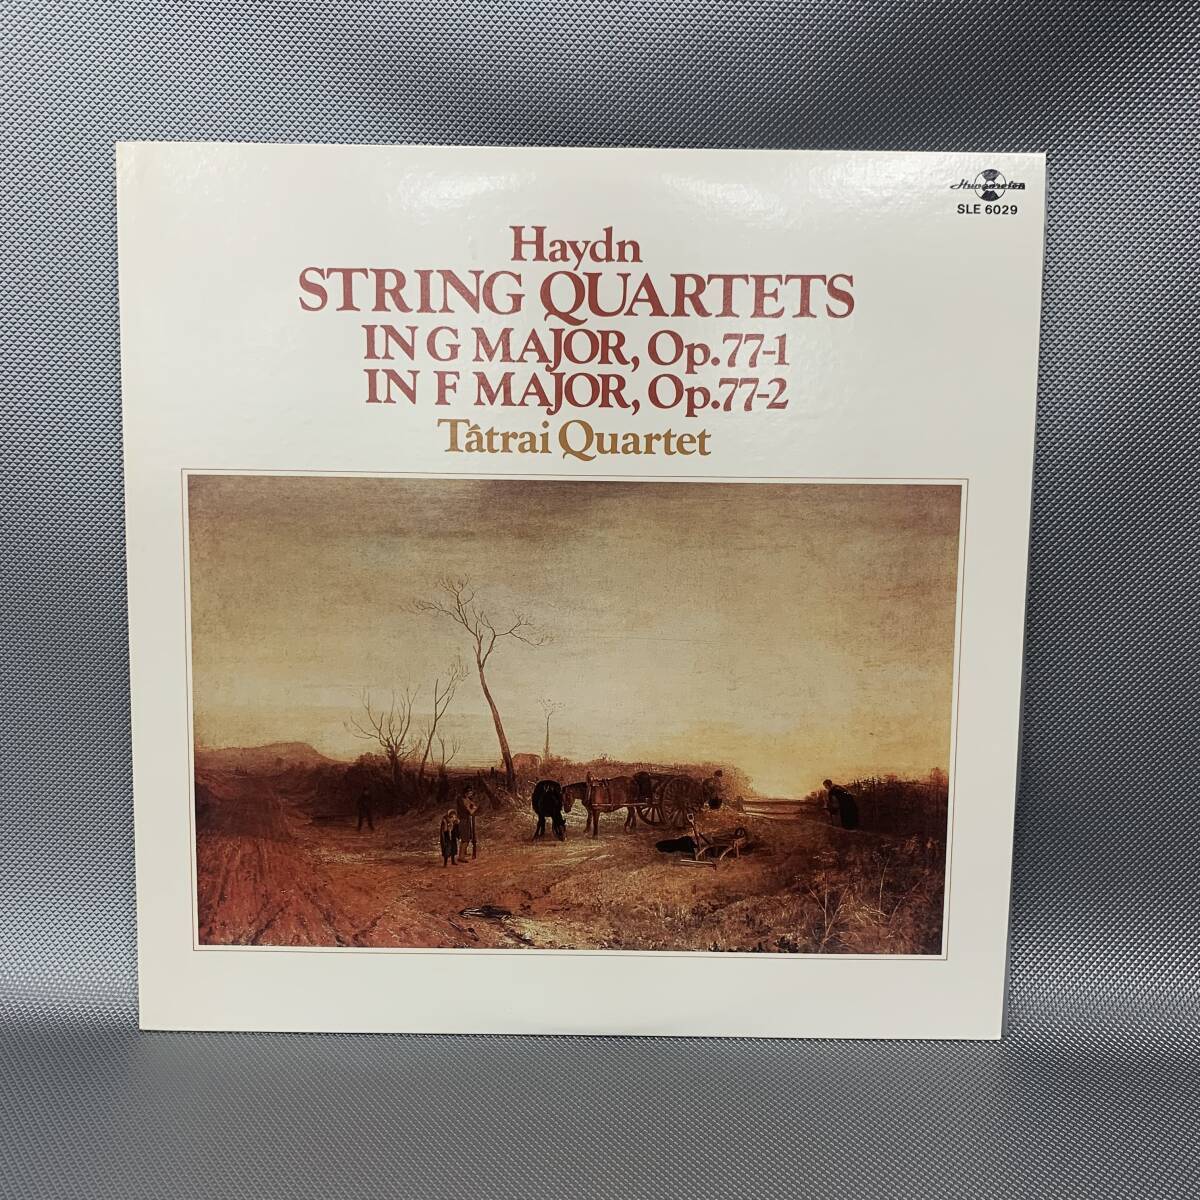 Hungaroton
SLE 6029
Haydn
STRING QUARTETS
IN G MAJOR, Op.77-1
IN F MAJOR, Op.77-2
Tátrai Quartet